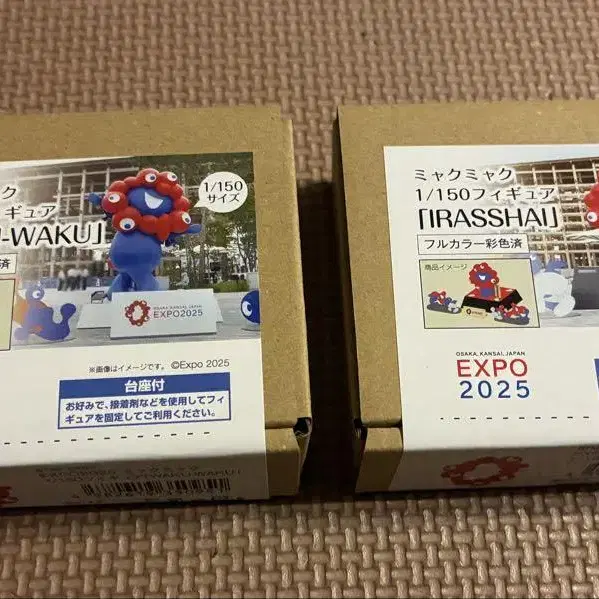 ク
ギュア
-WAKU」
済
1/150
サイズ
OSAKA, KANSAI, JAPAN
EXPO2025
※画像はイメージです。 ©Expo 2025
台座付
お好みで、接着剤などを使用してフィ
ギュアを固定してご利用ください。
ミャクミャク
1/150フィギュア
「IRASSHAI」
フルカラー彩色済
商品イメージ
OSAKA, KANSAI, JAPAN
EXPO
2025